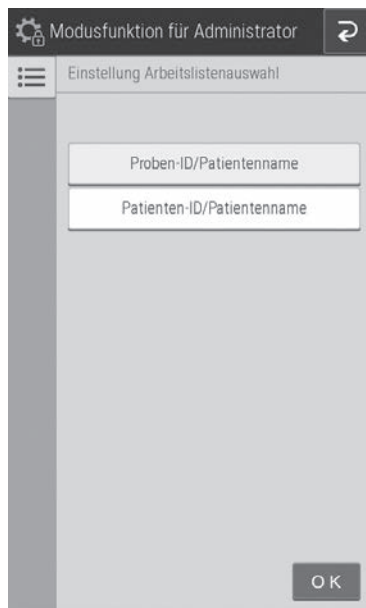 Modusfunktion für Administrator
Einstellung Arbeitslistenauswahl
Proben-ID/Patientenname
Patienten-ID/Patientenname
OK